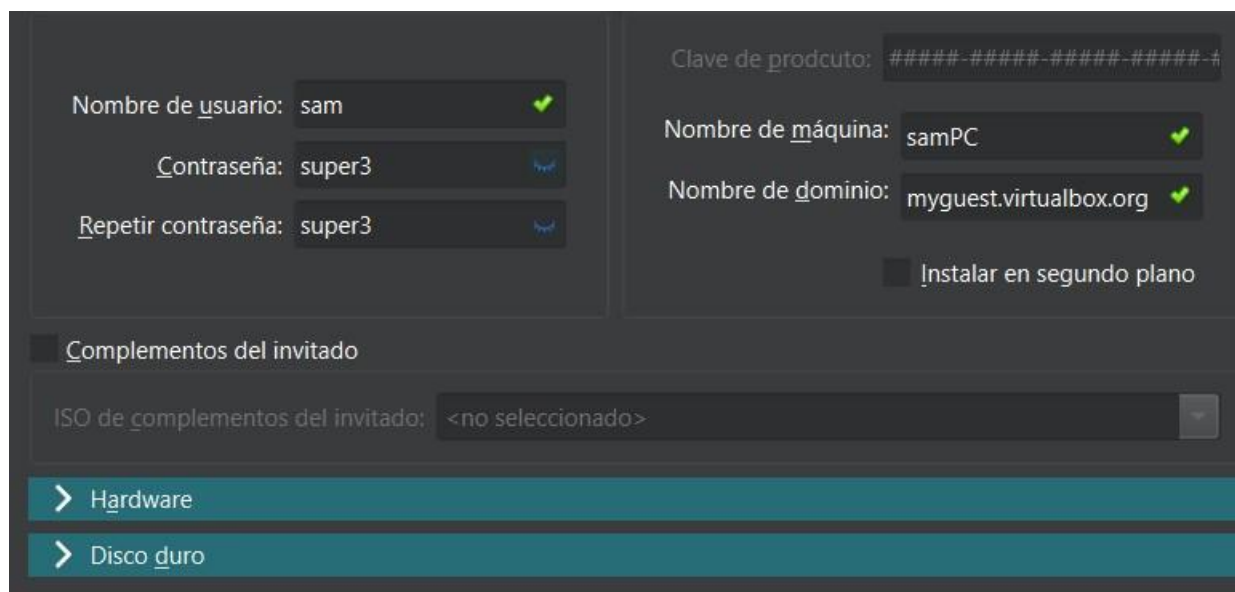 Nombre de usuario: sam
Contraseña: super3
Repetir contraseña: super3
Clave de prodcuto: #####-#####-#####-#####-#
Nombre de máquina: samPC
Nombre de dominio: myguest.virtualbox.org
Instalar en segundo plano
Complementos del invitado
ISO de complementos del invitado: <no seleccionado>
Hardware
Disco duro